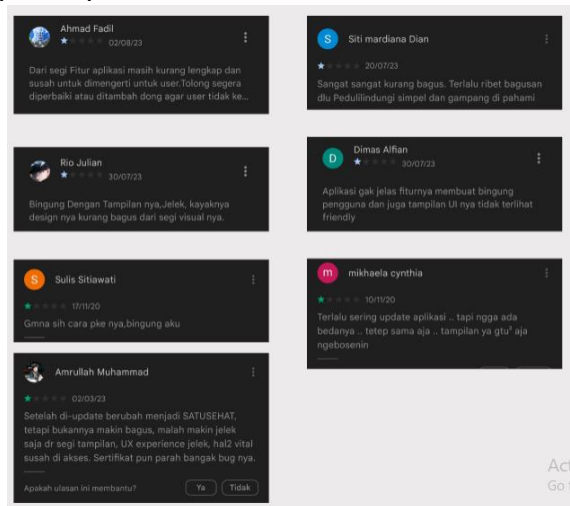 Ahmad Fadil
02/08/23
Dari segi Fitur aplikasi masih kurang lengkap dan
susah untuk dimengerti untuk user.Tolong segera
diperbaiki atau ditambah dong agar user tidak ke...
S
Siti mardiana Dian
20/07/23
Sangat sangat kurang bagus. Terlalu ribet bagusan
dlu Pedulilindungi simpel dan gampang di pahami
Rio Julian
30/07/23
Bingung Dengan Tampilan nya,Jelek, kayaknya
design nya kurang bagus dari segi visual nya.
D
Dimas Alfian
30/07/23
Aplikasi gak jelas fiturnya membuat bingung
pengguna dan juga tampilan UI nya tidak terlihat
friendly
S
Sulis Sitiawati
17/11/20
Gmna sih cara pke nya,bingung aku
m
mikhaela cynthia
10/11/20
Terlalu sering update aplikasi .. tapi ngga ada
bedanya .. tetep sama aja .. tampilan ya gtu² aja
ngebosenin
Amrullah Muhammad
02/03/23
Setelah di-update berubah menjadi SATUSEHAT,
tetapi bukannya makin bagus, malah makin jelek
saja dr segi tampilan, UX experience jelek, hal2 vital
susah di akses. Sertifikat pun parah bangak bug nya.
Apakah ulasan ini membantu?
Ya
Tidak